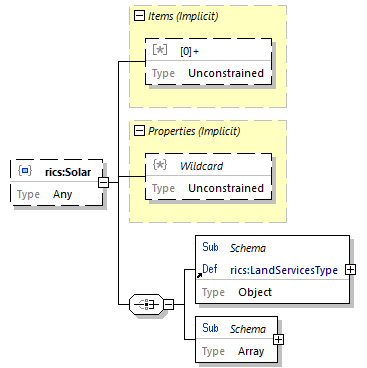 Items (Implicit)
[0]+
Type Unconstrained
Properties (Implicit)
Wildcard
Type Unconstrained
rics:Solar
Type Any
Sub Schema
Def rics:LandServicesType
Type Object
Sub Schema
Type Array